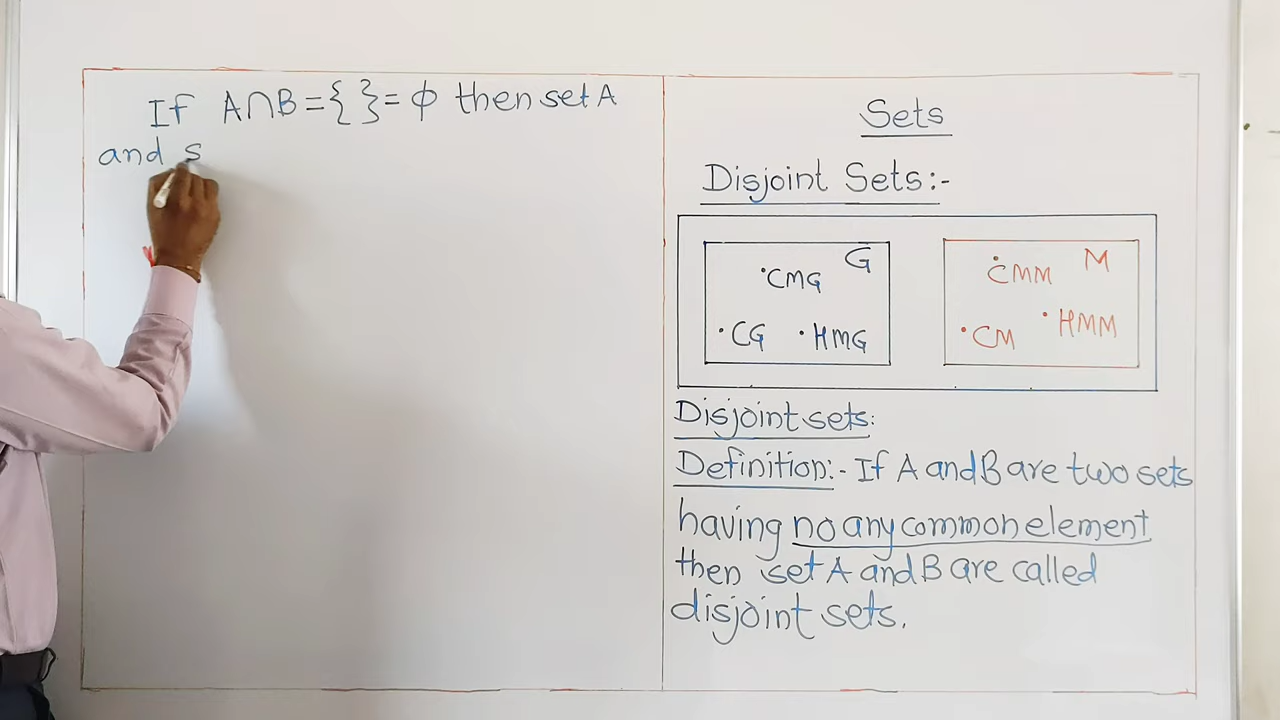 If A∩B={ }=ϕ then set A
and s
Sets
Disjoint Sets:-
G
•CMG
•CG •HMG
M
•CMM
•CM •HMM
Disjoint sets:
Definition:- If A and B are two sets
having no any common element
then set A and B are called
disjoint sets.